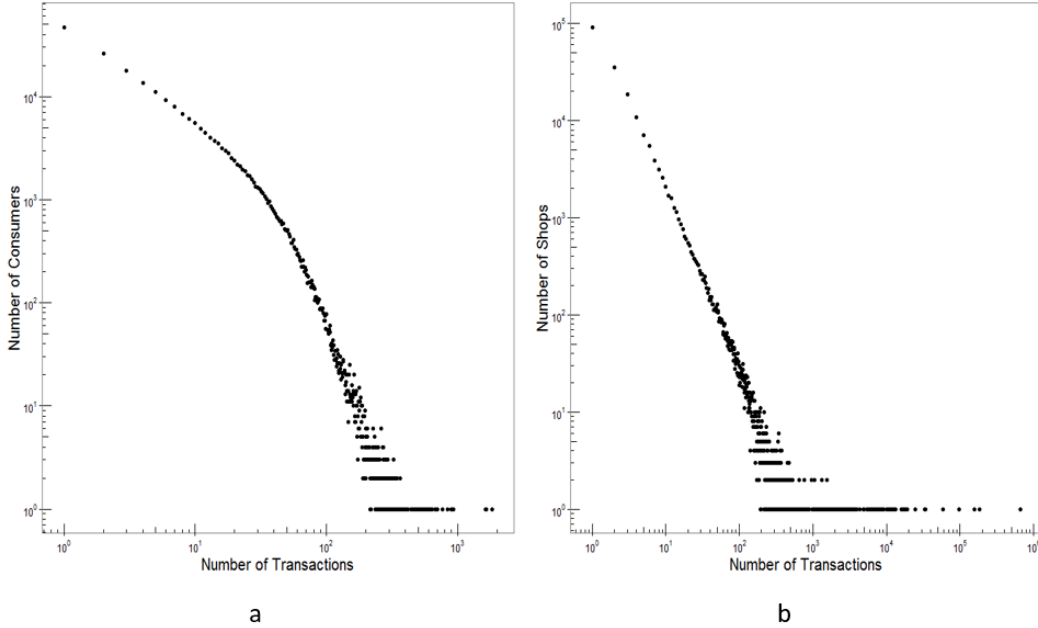 10^4
10^3
10^2
10^1
10^0
Number of Consumers
10^0 10^1 10^2 10^3
Number of Transactions
a
10^5
10^4
10^3
10^2
10^1
10^0
Number of Shops
10^0 10^1 10^2 10^3 10^4 10^5 10^6
Number of Transactions
b